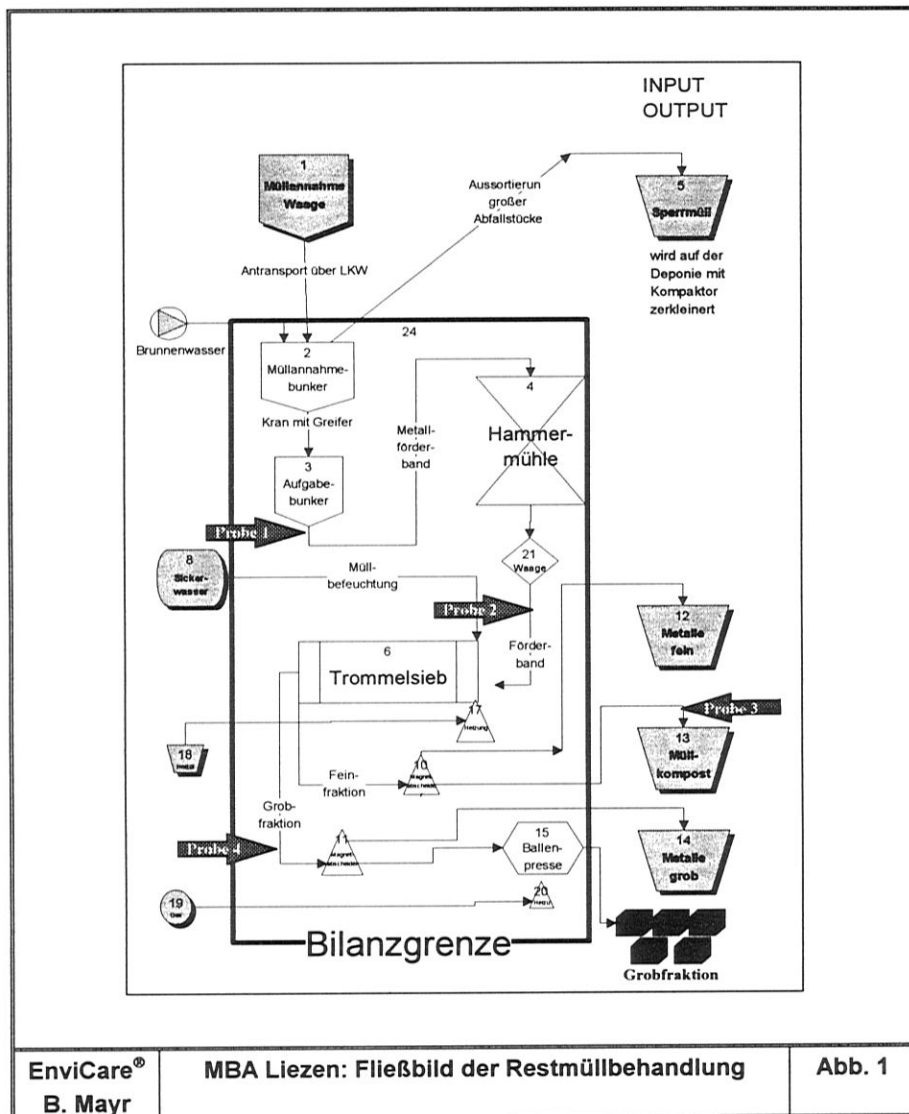 INPUT
OUTPUT
1
Müllannahme
Waage
Aussortierun
großer
Abfallstücke
5
Sperrmüll
wird auf der
Deponie mit
Kompaktor
zerkleinert
Antransport über LKW
Brunnenwasser
24
2
Müllannahme-
bunker
4
Hammer-
mühle
Kran mit Greifer
Metall-
förder-
band
3
Aufgabe-
bunker
Probe 1
21
Waage
8
Sicker-
wasser
Müll-
befeuchtung
Probe 2
12
Metalle
fein
6
Trommelsieb
Förder-
band
Probe 3
17
Heizung
13
Müll-
kompost
18
10
Magnet-
Fein-
fraktion
Grob-
fraktion
11
Magnet-
abscheider
15
Ballen-
presse
14
Metalle
grob
Probe 4
19
20
Bilanzgrenze
Grobfraktion
EnviCare®
B. Mayr
MBA Liezen: Fließbild der Restmüllbehandlung
Abb. 1